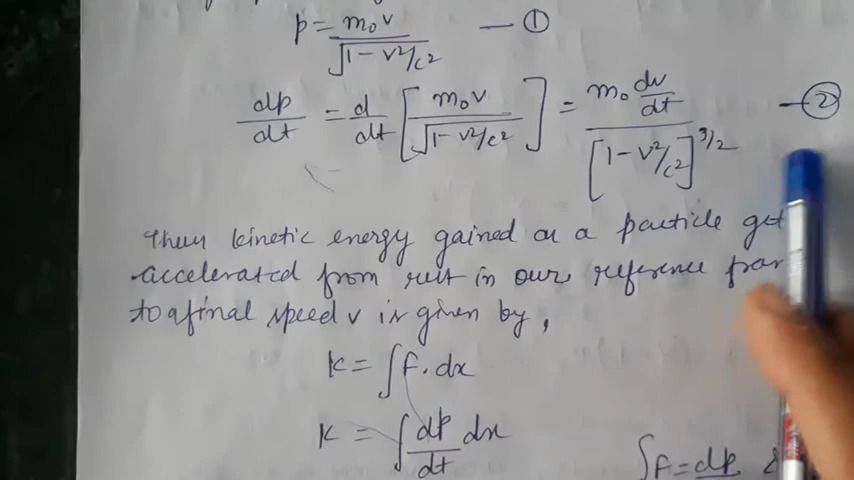 p = m₀v / √(1 - v²/c²) — ①
dp/dt = d/dt [ m₀v / √(1 - v²/c²) ] = m₀ dv/dt / [1 - v²/c²]^3/2 — ②
Then kinetic energy gained as a particle get
accelerated from rest in our reference fram
to a final speed v is given by,
K = ∫ F. dx
K = ∫ dp/dt dx
∫ F = dp